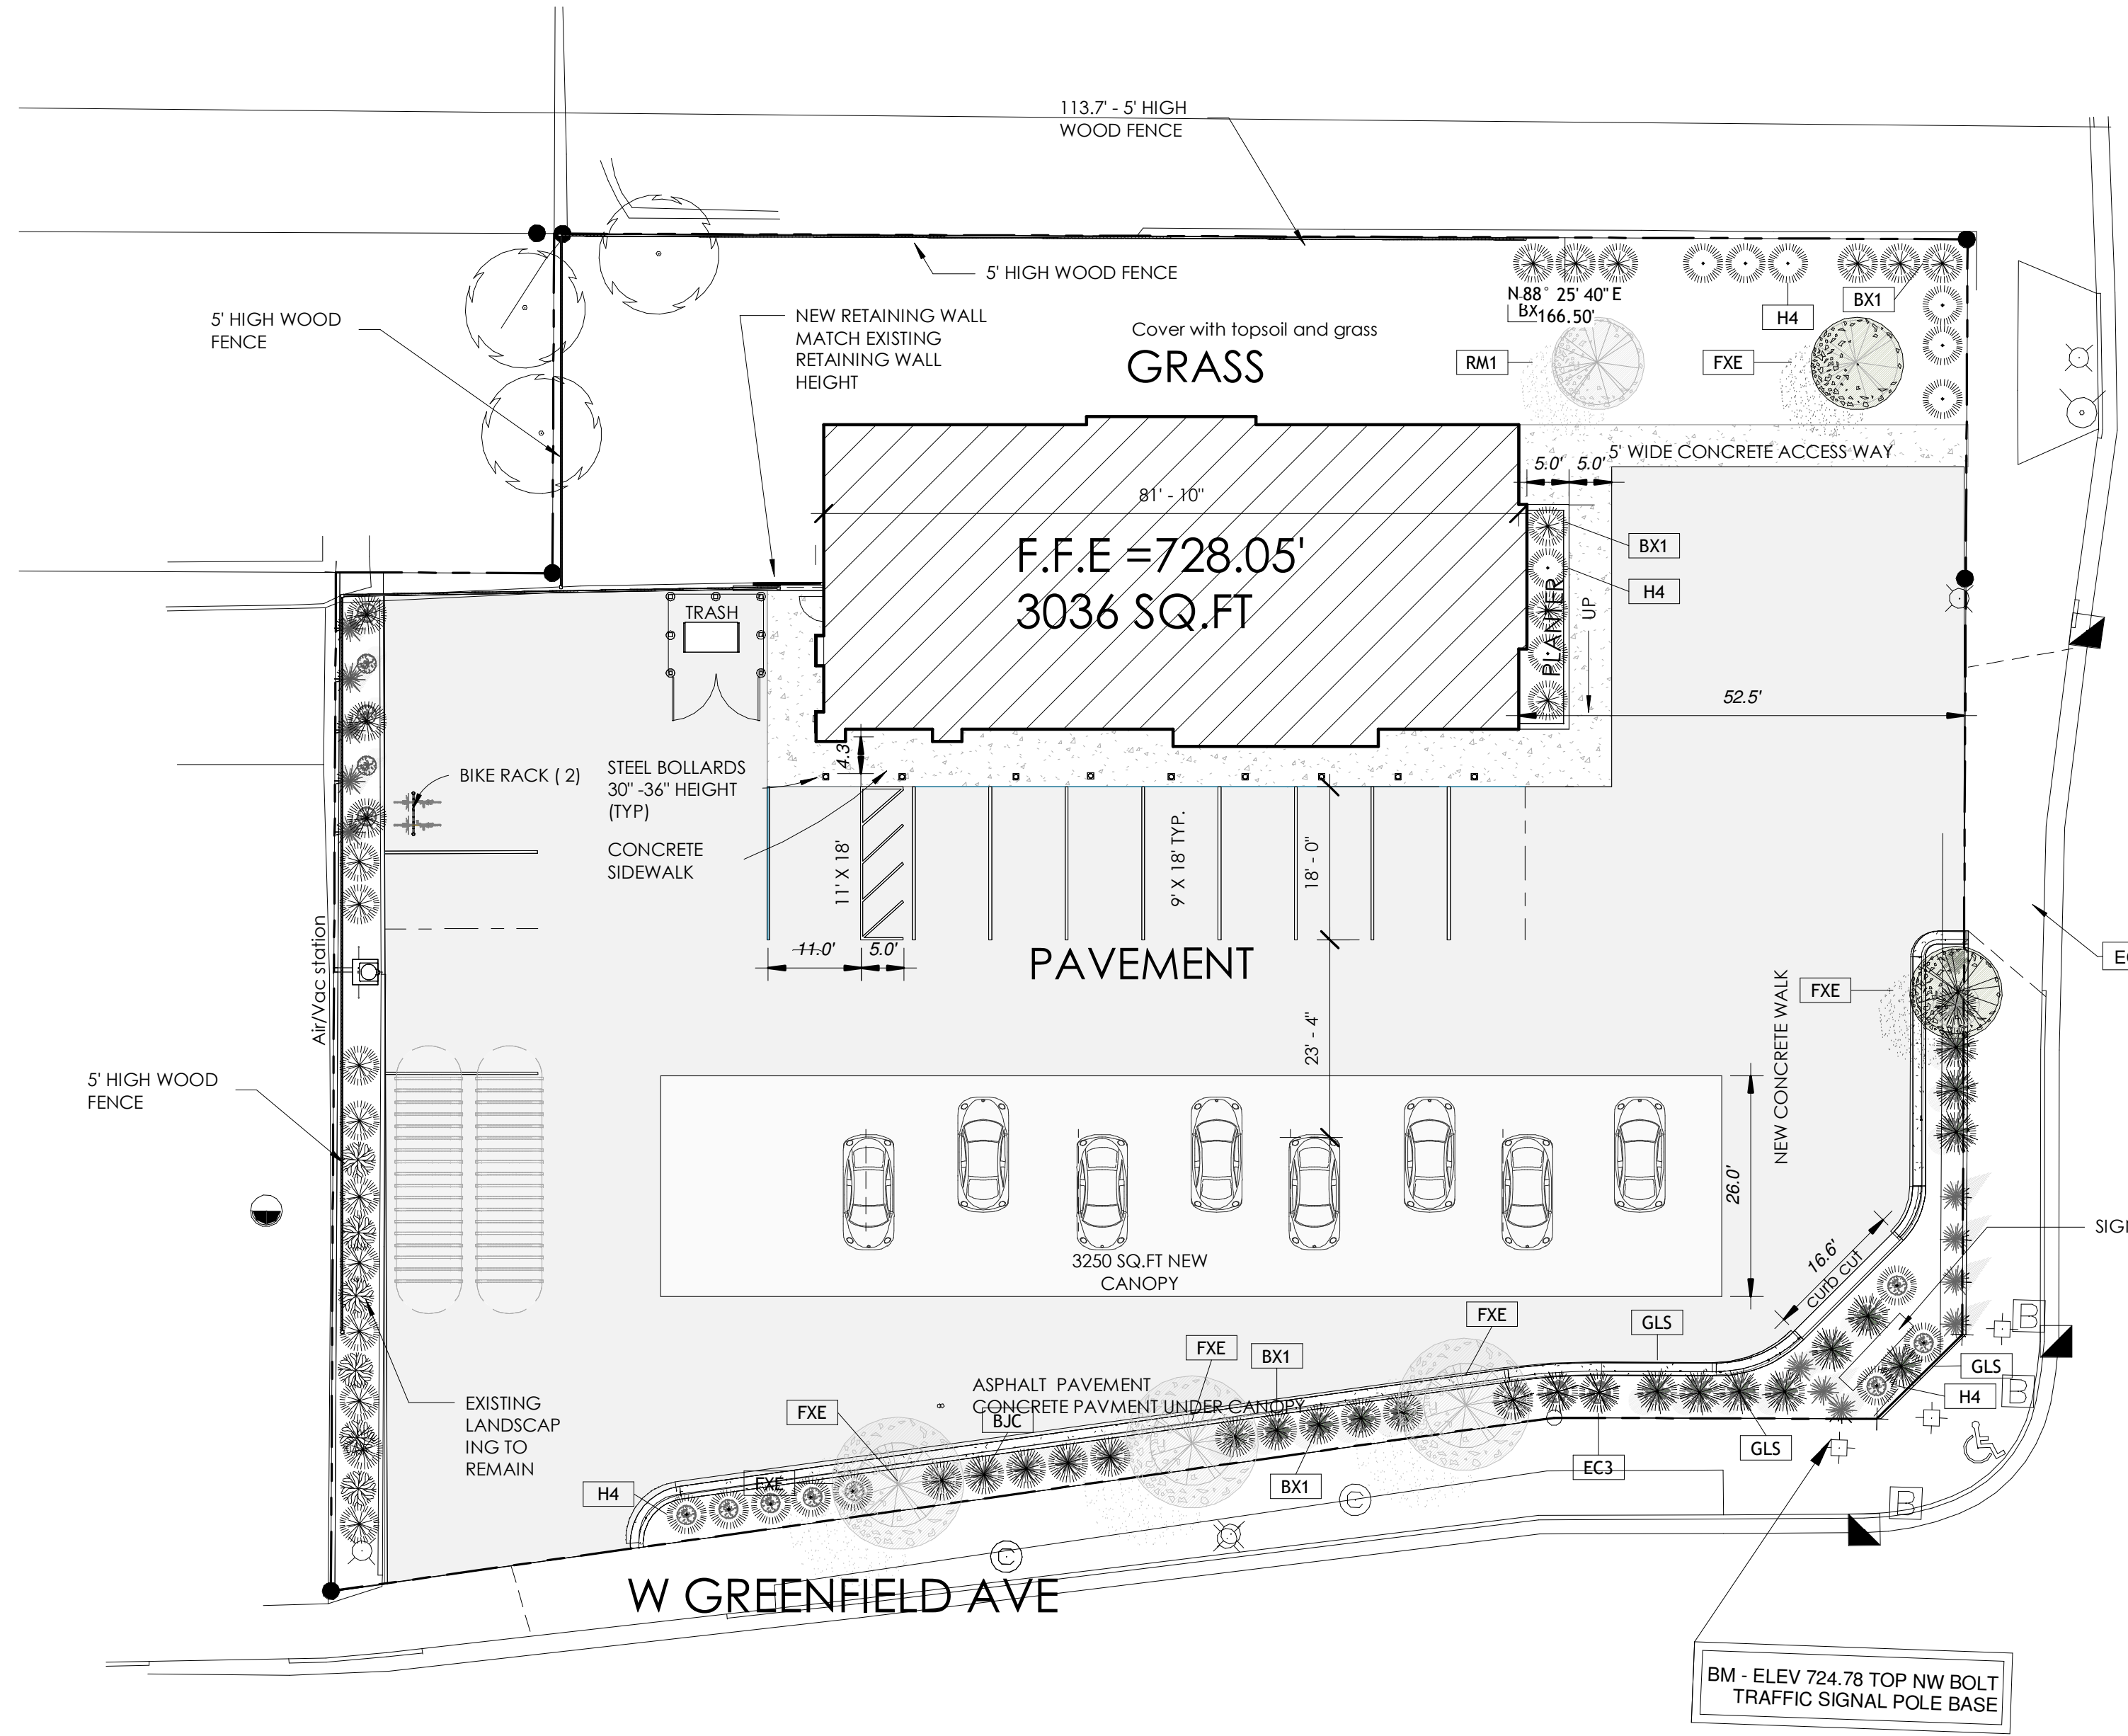 113.7' - 5' HIGH
WOOD FENCE
5' HIGH WOOD FENCE
5' HIGH WOOD
FENCE
NEW RETAINING WALL
MATCH EXISTING
RETAINING WALL
HEIGHT
Cover with topsoil and grass
GRASS
N 88° 25' 40" E
BX
166.50'
H4
BX1
RM1
FXE
5' WIDE CONCRETE ACCESS WAY
5.0'
5.0'
81' - 10"
F.F.E =728.05'
3036 SQ.FT
BX1
H4
PLANTER
UP
52.5'
TRASH
4.3'
BIKE RACK ( 2)
STEEL BOLLARDS
30" -36" HEIGHT
(TYP)
CONCRETE
SIDEWALK
11' X 18'
9' X 18' TYP.
18' - 0"
11.0'
5.0'
PAVEMENT
23' - 4"
Air/Vac station
NEW CONCRETE WALK
FXE
5' HIGH WOOD
FENCE
26.0'
3250 SQ.FT NEW
CANOPY
16.6'
curb cut
SIG
FXE
GLS
FXE
BX1
ASPHALT PAVEMENT
CONCRETE PAVMENT UNDER CANOPY
FXE
BJC
EXISTING
LANDSCAP
ING TO
REMAIN
H4
FXE
BX1
EC3
GLS
GLS
H4
B
B
B
C
C
W GREENFIELD AVE
BM - ELEV 724.78 TOP NW BOLT
TRAFFIC SIGNAL POLE BASE